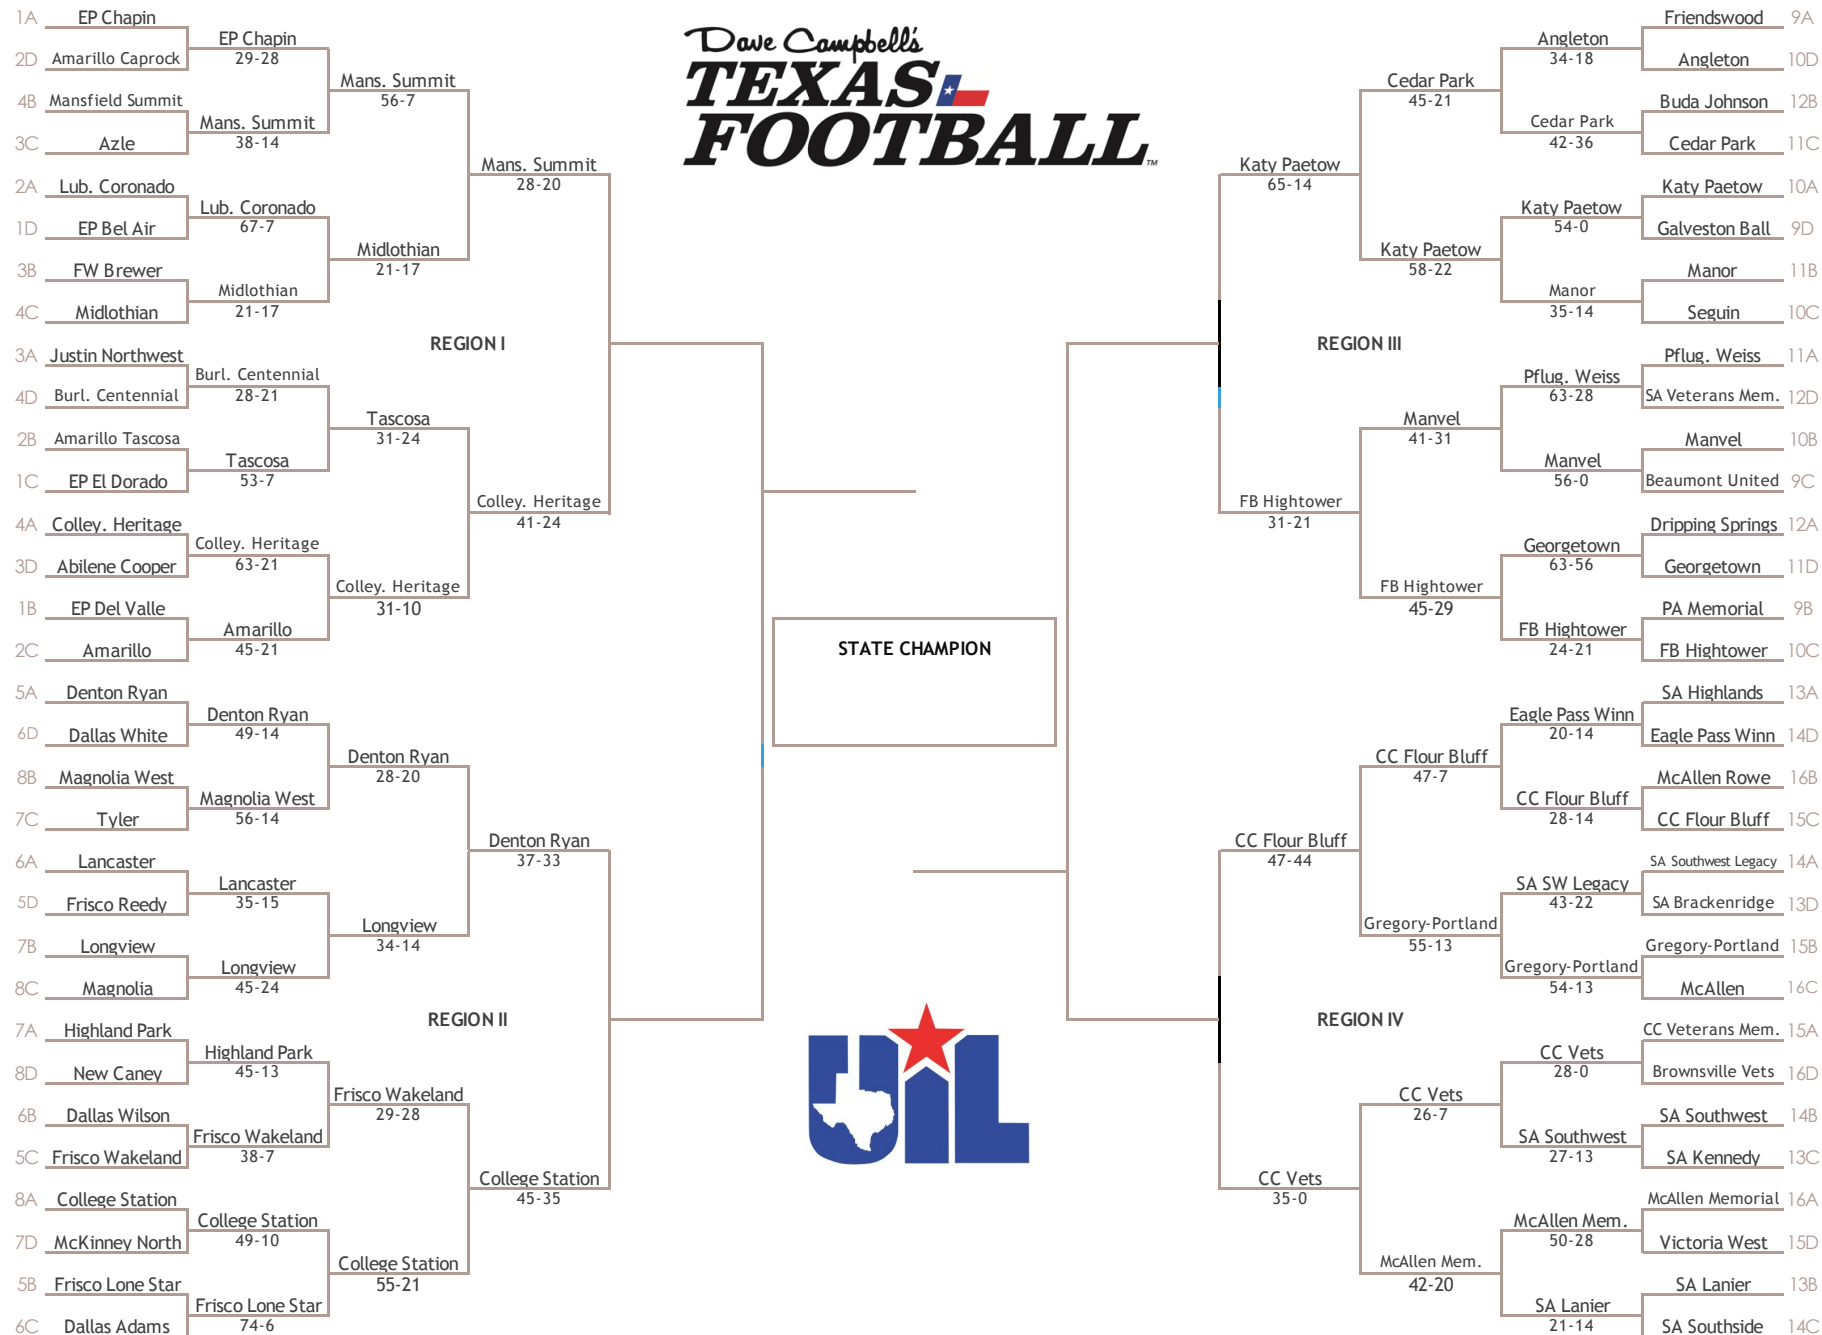 Dave Campbell's
TEXAS
FOOTBALL™
1A EP Chapin
2D Amarillo Caprock
4B Mansfield Summit
3C Azle
2A Lub. Coronado
1D EP Bel Air
3B FW Brewer
4C Midlothian
3A Justin Northwest
4D Burl. Centennial
2B Amarillo Tascosa
1C EP El Dorado
4A Colley. Heritage
3D Abilene Cooper
1B EP Del Valle
2C Amarillo
5A Denton Ryan
6D Dallas White
8B Magnolia West
7C Tyler
6A Lancaster
5D Frisco Reedy
7B Longview
8C Magnolia
7A Highland Park
8D New Caney
6B Dallas Wilson
5C Frisco Wakeland
8A College Station
7D McKinney North
5B Frisco Lone Star
6C Dallas Adams
EP Chapin
29-28
Mans. Summit
38-14
Lub. Coronado
67-7
Midlothian
21-17
Burl. Centennial
28-21
Tascosa
53-7
Colley. Heritage
63-21
Amarillo
45-21
Denton Ryan
49-14
Magnolia West
56-14
Lancaster
35-15
Longview
45-24
Highland Park
45-13
Frisco Wakeland
38-7
College Station
49-10
Frisco Lone Star
74-6
Mans. Summit
56-7
Midlothian
21-17
Tascosa
31-24
Colley. Heritage
31-10
Denton Ryan
28-20
Longview
34-14
Frisco Wakeland
29-28
College Station
55-21
Mans. Summit
28-20
REGION I
Colley. Heritage
41-24
Denton Ryan
37-33
REGION II
College Station
45-35
STATE CHAMPION
UIL
Katy Paetow
65-14
REGION III
FB Hightower
31-21
CC Flour Bluff
47-44
REGION IV
CC Vets
35-0
Cedar Park
45-21
Katy Paetow
58-22
Manvel
41-31
FB Hightower
45-29
CC Flour Bluff
47-7
Gregory-Portland
55-13
CC Vets
26-7
McAllen Mem.
42-20
Angleton
34-18
Cedar Park
42-36
Katy Paetow
54-0
Manor
35-14
Pflug. Weiss
63-28
Manvel
56-0
Georgetown
63-56
FB Hightower
24-21
Eagle Pass Winn
20-14
CC Flour Bluff
28-14
SA SW Legacy
43-22
Gregory-Portland
54-13
CC Vets
28-0
SA Southwest
27-13
McAllen Mem.
50-28
SA Lanier
21-14
Friendswood 9A
Angleton 10D
Buda Johnson 12B
Cedar Park 11C
Katy Paetow 10A
Galveston Ball 9D
Manor 11B
Seguin 10C
Pflug. Weiss 11A
SA Veterans Mem. 12D
Manvel 10B
Beaumont United 9C
Dripping Springs 12A
Georgetown 11D
PA Memorial 9B
FB Hightower 10C
SA Highlands 13A
Eagle Pass Winn 14D
McAllen Rowe 16B
CC Flour Bluff 15C
SA Southwest Legacy 14A
SA Brackenridge 13D
Gregory-Portland 15B
McAllen 16C
CC Veterans Mem. 15A
Brownsville Vets 16D
SA Southwest 14B
SA Kennedy 13C
McAllen Memorial 16A
Victoria West 15D
SA Lanier 13B
SA Southside 14C